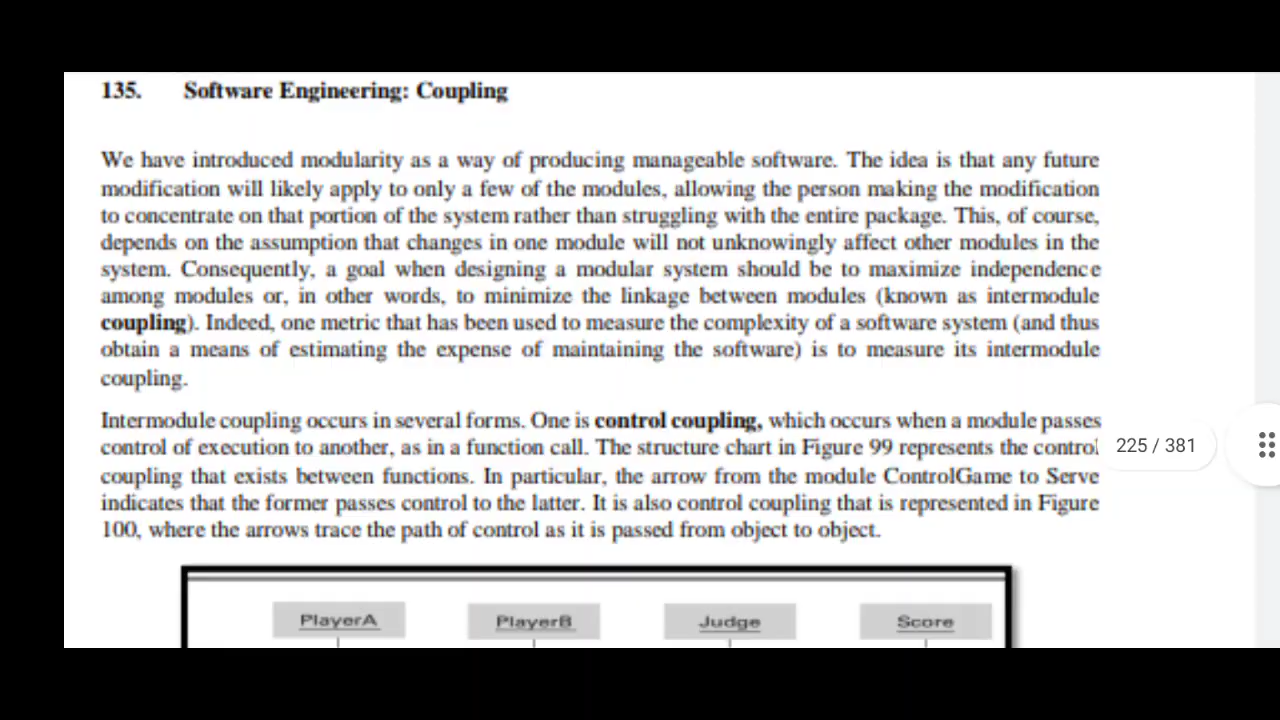 135. Software Engineering: Coupling
We have introduced modularity as a way of producing manageable software. The idea is that any future
modification will likely apply to only a few of the modules, allowing the person making the modification
to concentrate on that portion of the system rather than struggling with the entire package. This, of course,
depends on the assumption that changes in one module will not unknowingly affect other modules in the
system. Consequently, a goal when designing a modular system should be to maximize independence
among modules or, in other words, to minimize the linkage between modules (known as intermodule
coupling). Indeed, one metric that has been used to measure the complexity of a software system (and thus
obtain a means of estimating the expense of maintaining the software) is to measure its intermodule
coupling.
Intermodule coupling occurs in several forms. One is control coupling, which occurs when a module passes
control of execution to another, as in a function call. The structure chart in Figure 99 represents the control
coupling that exists between functions. In particular, the arrow from the module ControlGame to Serve
indicates that the former passes control to the latter. It is also control coupling that is represented in Figure
100, where the arrows trace the path of control as it is passed from object to object.
225 / 381
PlayerA PlayerB Judge Score